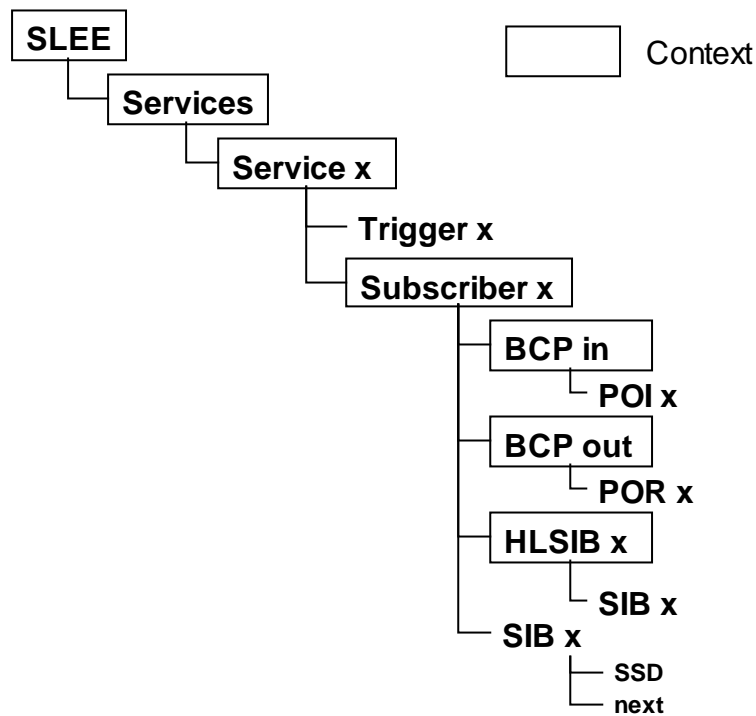 SLEE
Context
Services
Service x
Trigger x
Subscriber x
BCP in
POI x
BCP out
POR x
HLSIB x
SIB x
SIB x
SSD
next